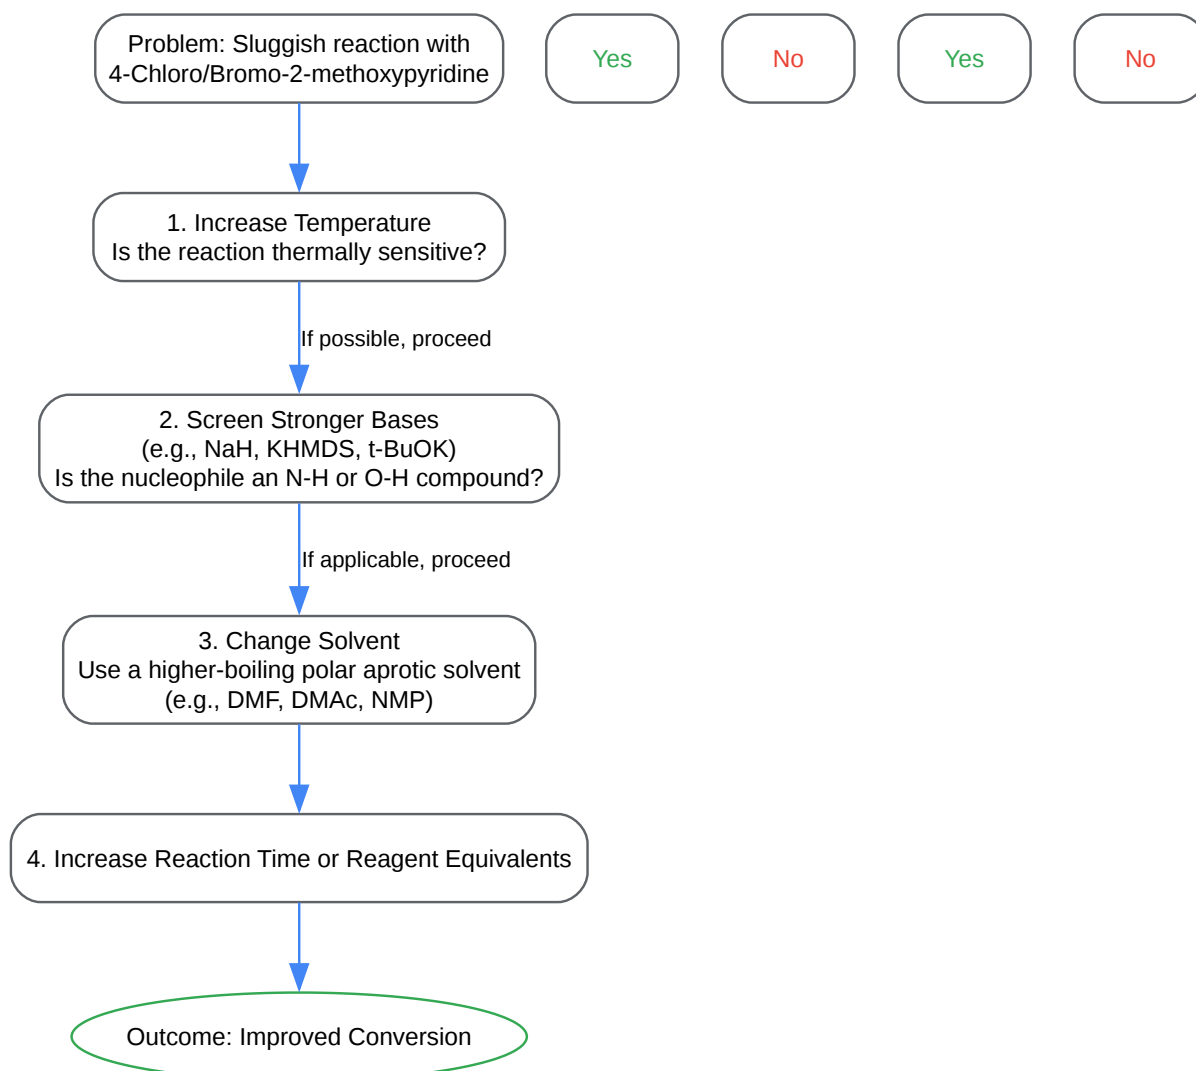 Problem: Sluggish reaction with
4-Chloro/Bromo-2-methoxypyridine
Yes
No
Yes
No
1. Increase Temperature
Is the reaction thermally sensitive?
If possible, proceed
2. Screen Stronger Bases
(e.g., NaH, KHMDS, t-BuOK)
Is the nucleophile an N-H or O-H compound?
If applicable, proceed
3. Change Solvent
Use a higher-boiling polar aprotic solvent
(e.g., DMF, DMAc, NMP)
4. Increase Reaction Time or Reagent Equivalents
Outcome: Improved Conversion